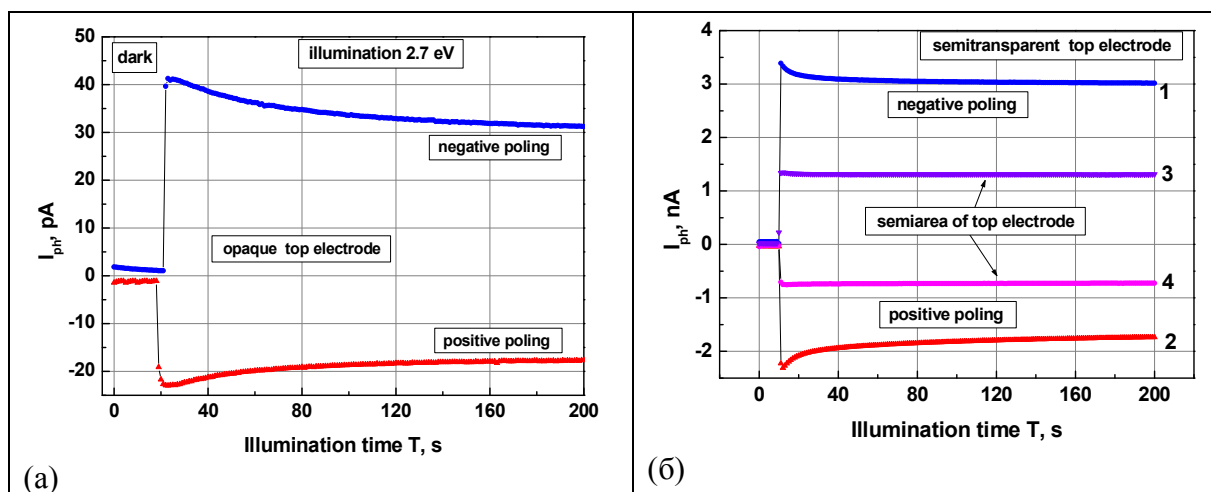 50
40
30
20
10
0
-10
-20
I_ph, pA
dark
illumination 2.7 eV
negative poling
opaque top electrode
positive poling
0 40 80 120 160 200
Illumination time T, s
(а)
4
3
2
1
0
-1
-2
I_ph, nA
semitransparent top electrode
1
negative poling
3
semiarea of top electrode
4
positive poling
2
0 40 80 120 160 200
Illumination time T, s
(б)